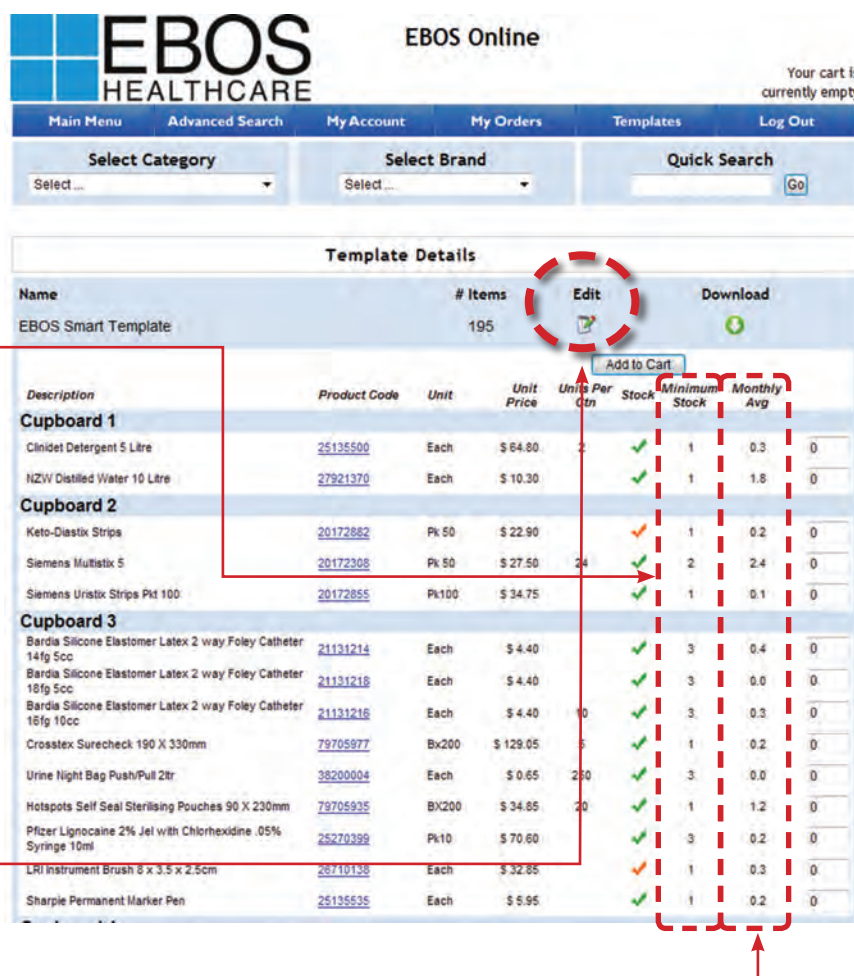 EBOS
HEALTHCARE
EBOS Online
Your cart is
currently empty
Main Menu Advanced Search My Account My Orders Templates Log Out
Select Category Select Brand Quick Search
Select ... Select ... Go
Template Details
Name # Items Edit Download
EBOS Smart Template 195
Add to Cart
Description Product Code Unit Unit Price Units Per Ctn Stock Minimum Stock Monthly Avg
Cupboard 1
Clinidet Detergent 5 Litre 25135500 Each $ 64.80 2 1 0.3 0
NZW Distilled Water 10 Litre 27921370 Each $ 10.30 1 1.8 0
Cupboard 2
Keto-Diastix Strips 20172882 Pk 50 $ 22.90 1 0.2 0
Siemens Multistix 5 20172308 Pk 50 $ 27.50 24 2 2.4 0
Siemens Uristix Strips Pkt 100 20172855 Pk100 $ 34.75 1 0.1 0
Cupboard 3
Bardia Silicone Elastomer Latex 2 way Foley Catheter
14fg 5cc 21131214 Each $ 4.40 3 0.4 0
Bardia Silicone Elastomer Latex 2 way Foley Catheter
18fg 5cc 21131218 Each $ 4.40 3 0.0 0
Bardia Silicone Elastomer Latex 2 way Foley Catheter
16fg 10cc 21131216 Each $ 4.40 10 3 0.3 0
Crosstex Surecheck 190 X 330mm 79705977 Bx200 $ 129.05 5 1 0.2 0
Urine Night Bag Push/Pull 2ltr 38200004 Each $ 0.65 250 3 0.0 0
Hotspots Self Seal Sterilising Pouches 90 X 230mm 79705935 BX200 $ 34.85 20 1 1.2 0
Pfizer Lignocaine 2% Jel with Chlorhexidine .05%
Syringe 10ml 25270399 Pk10 $ 70.60 3 0.2 0
LRI Instrument Brush 8 x 3.5 x 2.5cm 26710138 Each $ 32.85 1 0.3 0
Sharpie Permanent Marker Pen 25135535 Each $ 5.95 1 0.2 0